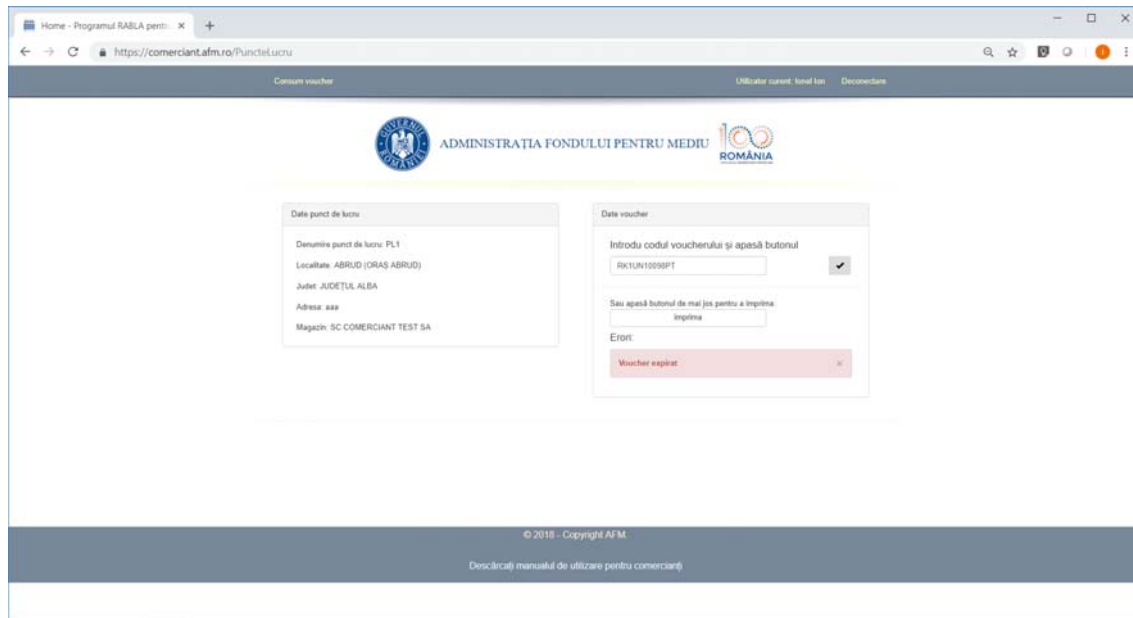 Home - Programul RABLA pentr
https://comerciant.afm.ro/PuncteLucru
Consum voucher
Utilizator curent: Ionel Ion
Deconectare
GUVERNUL ROMÂNIEI
ADMINISTRAȚIA FONDULUI PENTRU MEDIU
ROMÂNIA
Date punct de lucru
Denumire punct de lucru: PL1
Localitate: ABRUD (ORAȘ ABRUD)
Județ: JUDEȚUL ALBA
Adresa: aaa
Magazin: SC COMERCIANT TEST SA
Date voucher
Introdu codul voucherului și apasă butonul
RK1UN10098PT
Sau apasă butonul de mai jos pentru a imprima:
Imprima
Erori:
Voucher expirat
© 2018 - Copyright AFM.
Descărcați manualul de utilizare pentru comercianți